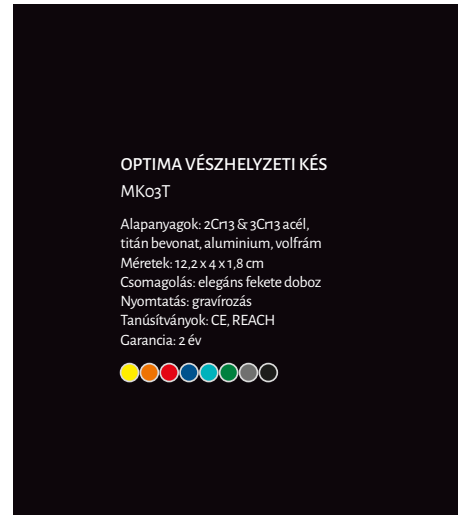 OPTIMA VÉSZHELYZETI KÉS
MK03T
Alapanyagok: 2Cr13 & 3Cr13 acél,
titán bevonat, aluminium, volfrám
Méretek: 12,2 x 4 x 1,8 cm
Csomagolás: elegáns fekete doboz
Nyomtatás: gravírozás
Tanúsítványok: CE, REACH
Garancia: 2 év